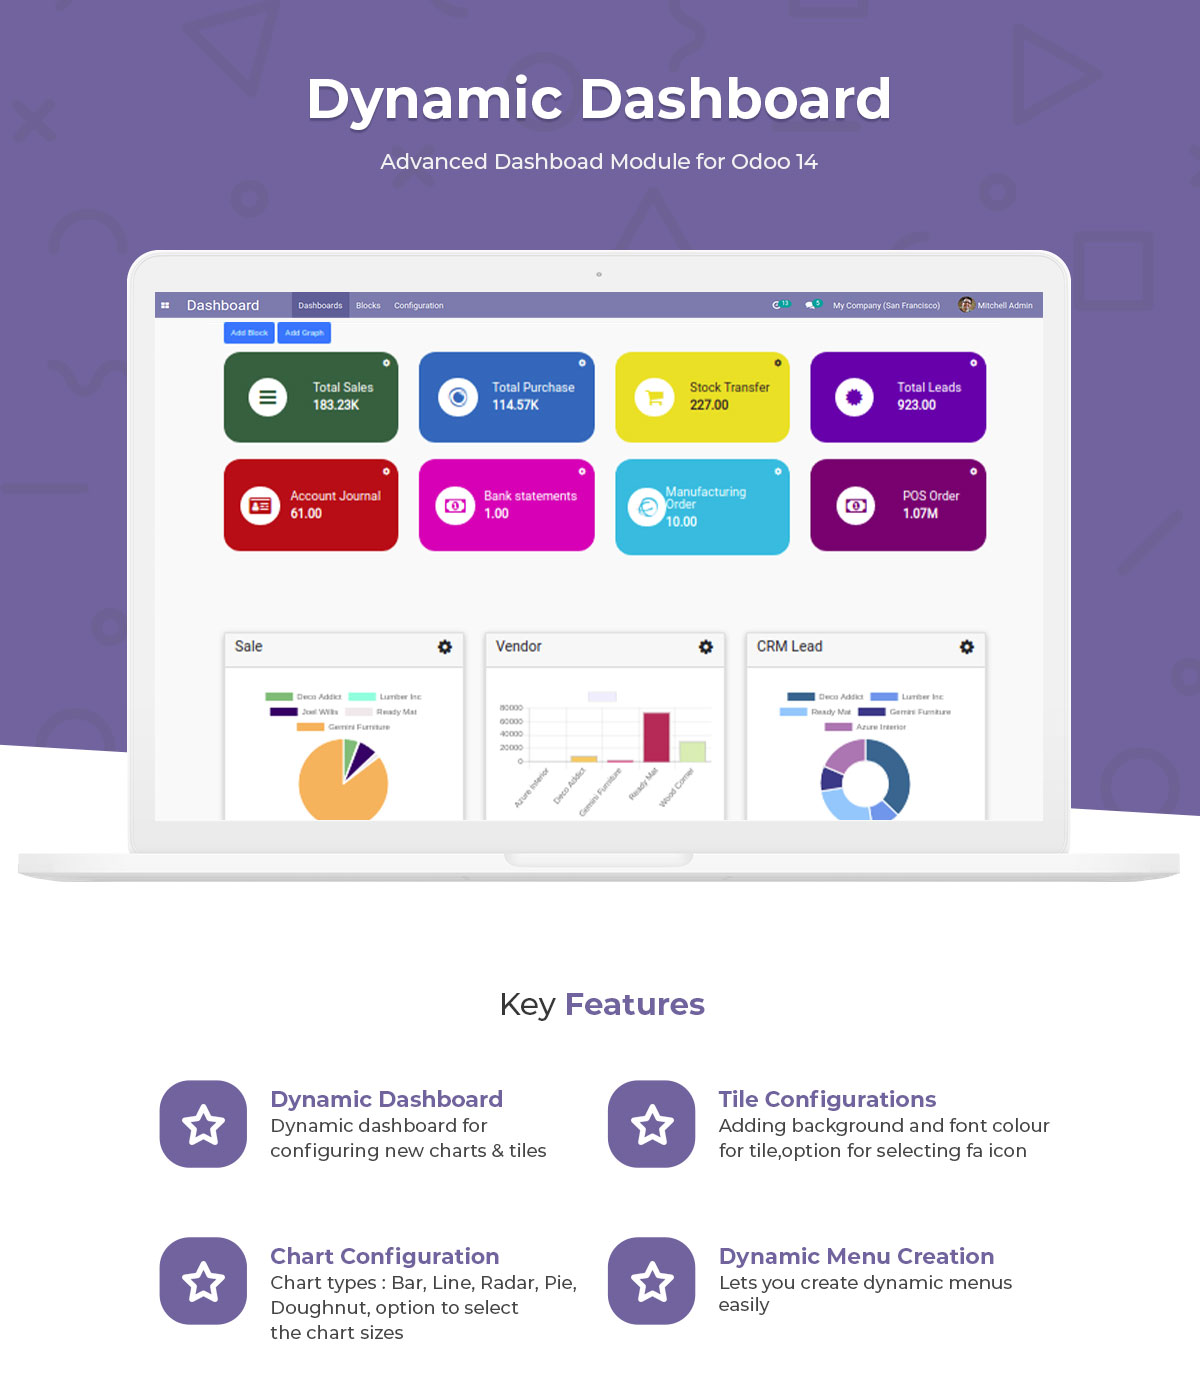 Dynamic Dashboard
Advanced Dashboad Module for Odoo 14
Dashboard
Dashboards
Blocks
Configuration
13
5
My Company (San Francisco)
Mitchell Admin
Add Block
Add Graph
Total Sales
183.23K
Total Purchase
114.57K
Stock Transfer
227.00
Total Leads
923.00
Account Journal
61.00
Bank statements
1.00
Manufacturing
Order
10.00
POS Order
1.07M
Sale
Deco Addict
Lumber Inc
Joel Willis
Ready Mat
Gemini Furniture
Vendor
80000
60000
40000
20000
0
Azure Interior
Deco Addict
Gemini Furniture
Ready Mat
Wood Corner
CRM Lead
Deco Addict
Lumber Inc
Ready Mat
Gemini Furniture
Azure Interior
Key Features
Dynamic Dashboard
Dynamic dashboard for
configuring new charts & tiles
Tile Configurations
Adding background and font colour
for tile,option for selecting fa icon
Chart Configuration
Chart types : Bar, Line, Radar, Pie,
Doughnut, option to select
the chart sizes
Dynamic Menu Creation
Lets you create dynamic menus
easily